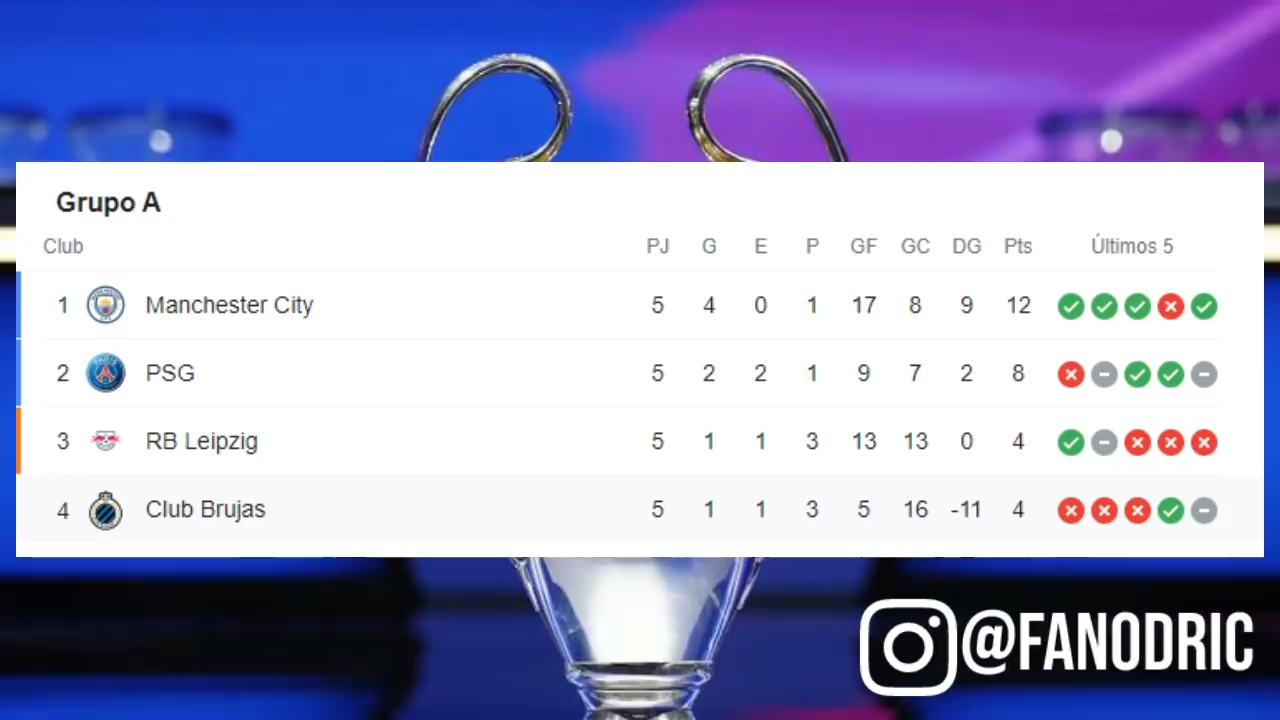 Grupo A
Club PJ G E P GF GC DG Pts Últimos 5
1 Manchester City 5 4 0 1 17 8 9 12
2 PSG 5 2 2 1 9 7 2 8
3 RB Leipzig 5 1 1 3 13 13 0 4
4 Club Brujas 5 1 1 3 5 16 -11 4
@FANODRIC